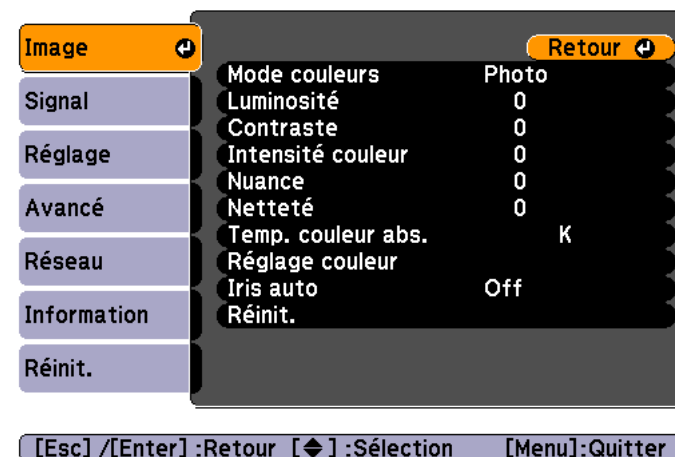 Image
Signal
Réglage
Avancé
Réseau
Information
Réinit.
Retour
Mode couleurs Photo
Luminosité 0
Contraste 0
Intensité couleur 0
Nuance 0
Netteté 0
Temp. couleur abs. K
Réglage couleur
Iris auto Off
Réinit.
[Esc] /[Enter] :Retour [◆] :Sélection [Menu]:Quitter